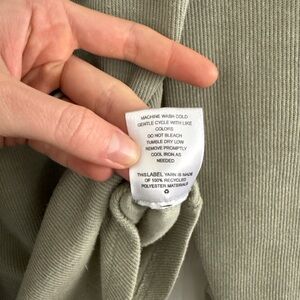 MACHINE WASH COLD
GENTLE CYCLE WITH LIKE
COLORS
DO NOT BLEACH
TUMBLE DRY LOW
REMOVE PROMPTLY
COOL IRON AS
NEEDED
THIS LABEL YARN IS MADE
OF 100% RECYCLED
POLYESTER MATERIALS